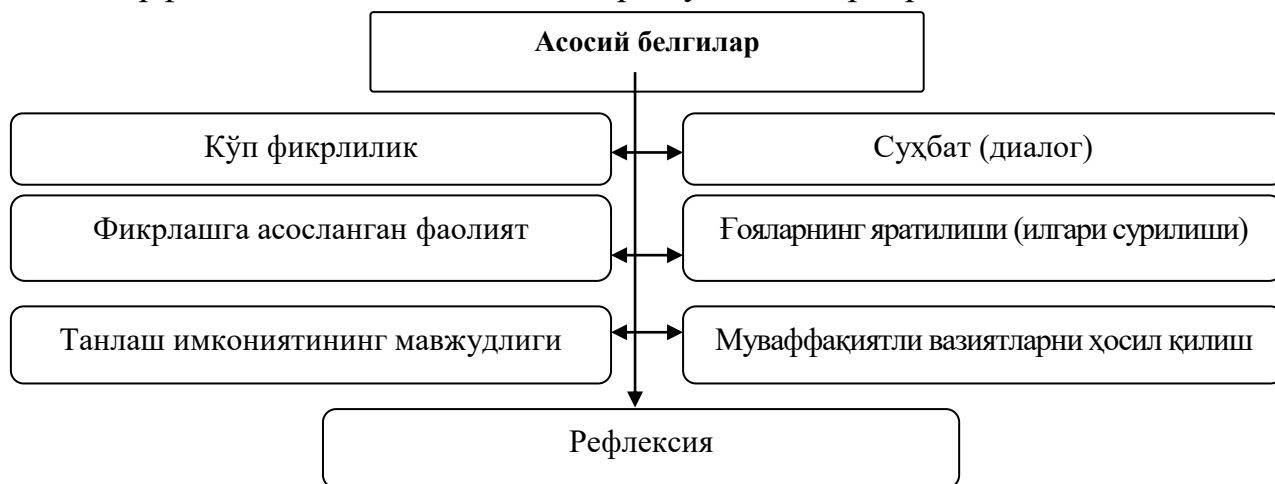 Асосий белгилар
Кўп фикрлилик
Суҳбат (диалог)
Фикрлашга асосланган фаолият
Ғояларнинг яратилиши (илгари сурилиши)
Танлаш имкониятининг мавжудлиги
Муваффақиятли вазиятларни ҳосил қилиш
Рефлексия